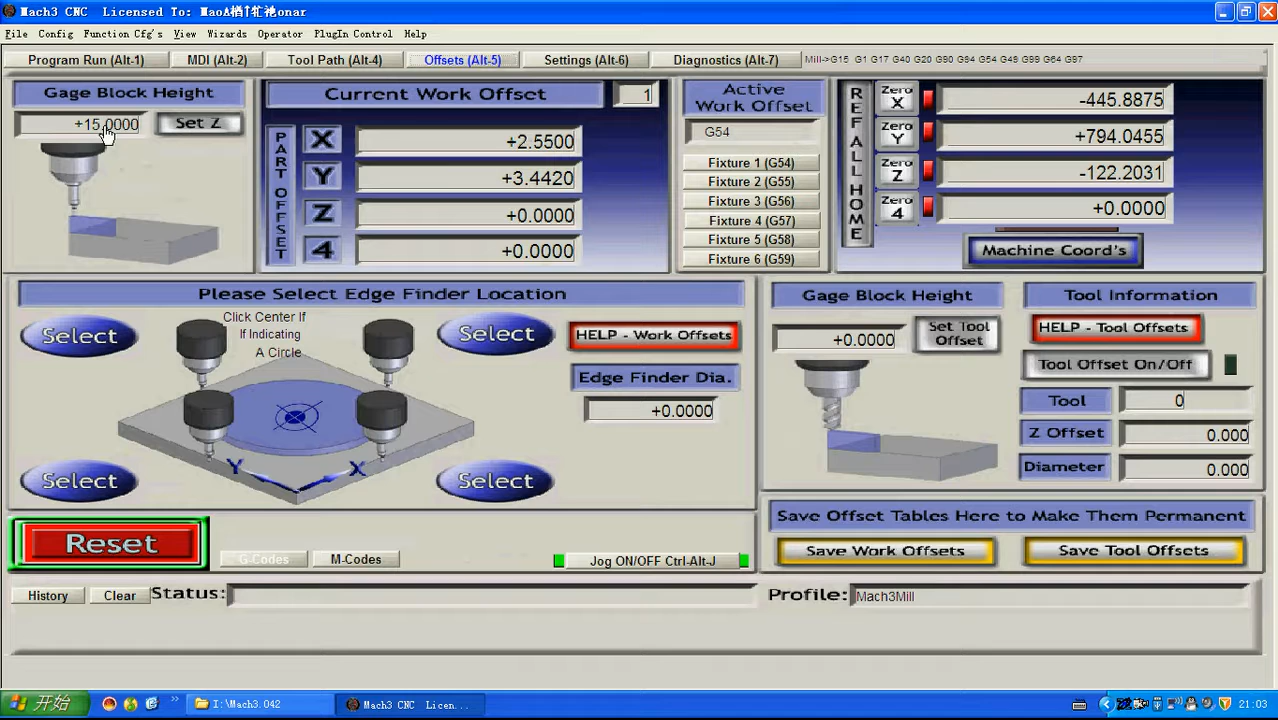 Mach3 CNC Licensed To: MaoA
File Config Function Cfg's View Wizards Operator PlugIn Control Help
Program Run (Alt-1) MDI (Alt-2) Tool Path (Alt-4) Offsets (Alt-5) Settings (Alt-6) Diagnostics (Alt-7) Mill->G15 G1 G17 G40 G20 G90 G94 G54 G49 G99 G64 G97
Gage Block Height
+15.0000 Set Z
Current Work Offset 1
PART OFFSET
X +2.5500
Y +3.4420
Z +0.0000
4 +0.0000
Active
Work Offset
G54
Fixture 1 (G54)
Fixture 2 (G55)
Fixture 3 (G56)
Fixture 4 (G57)
Fixture 5 (G58)
Fixture 6 (G59)
REF ALL HOME
Zero X -445.8875
Zero Y +794.0455
Zero Z -122.2031
Zero 4 +0.0000
Machine Coord's
Please Select Edge Finder Location
Select
Click Center If
If Indicating
A Circle
Select
HELP - Work Offsets
Edge Finder Dia.
+0.0000
Y X
Select
Select
Gage Block Height
+0.0000
Set Tool
Offset
Tool Information
HELP - Tool Offsets
Tool Offset On/Off
Tool 0
Z Offset 0.000
Diameter 0.000
Save Offset Tables Here to Make Them Permanent
Save Work Offsets Save Tool Offsets
Reset
G-Codes M-Codes
Jog ON/OFF Ctrl-Alt-J
History Clear Status:
Profile: Mach3Mill
开始 I:\Mach3.042 Mach3 CNC Licen... 21:03